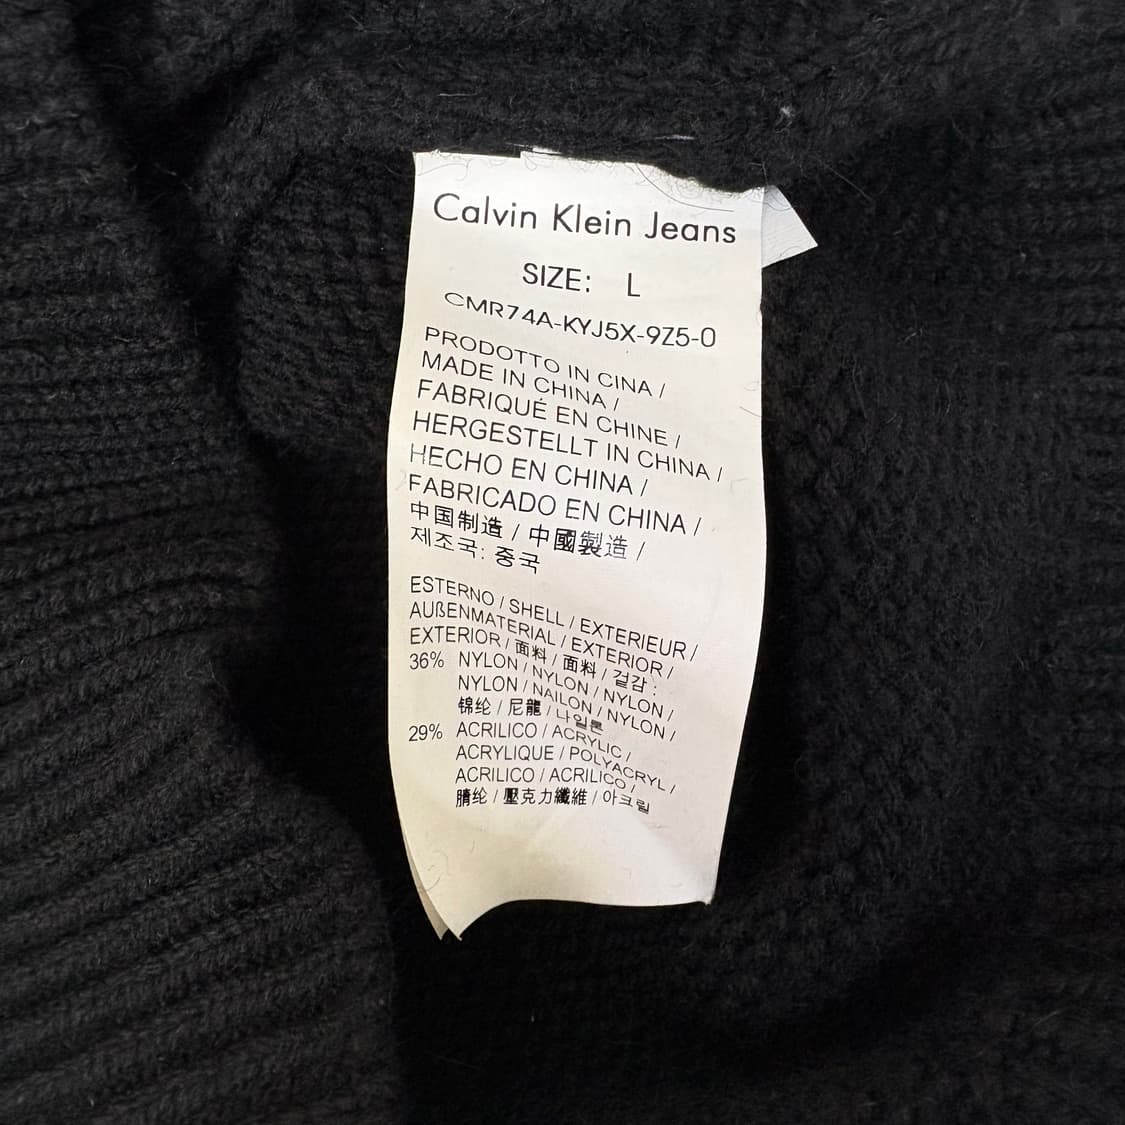 Calvin Klein Jeans
SIZE: L
CMR74A-KYJ5X-9Z5-0
PRODOTTO IN CINA /
MADE IN CHINA /
FABRIQUÉ EN CHINE /
HERGESTELLT IN CHINA /
HECHO EN CHINA /
FABRICADO EN CHINA /
中国制造 / 中國製造 /
제조국: 중국
ESTERNO / SHELL / EXTERIEUR /
AUßENMATERIAL / EXTERIOR /
EXTERIOR / 面料 / 面料 / 겉감 :
36% NYLON / NYLON / NYLON /
NYLON / NAILON / NYLON /
锦纶 / 尼龍 / 나일론
29% ACRILICO / ACRYLIC /
ACRYLIQUE / POLYACRYL /
ACRILICO / ACRILICO /
腈纶 / 壓克力纖維 / 아크릴